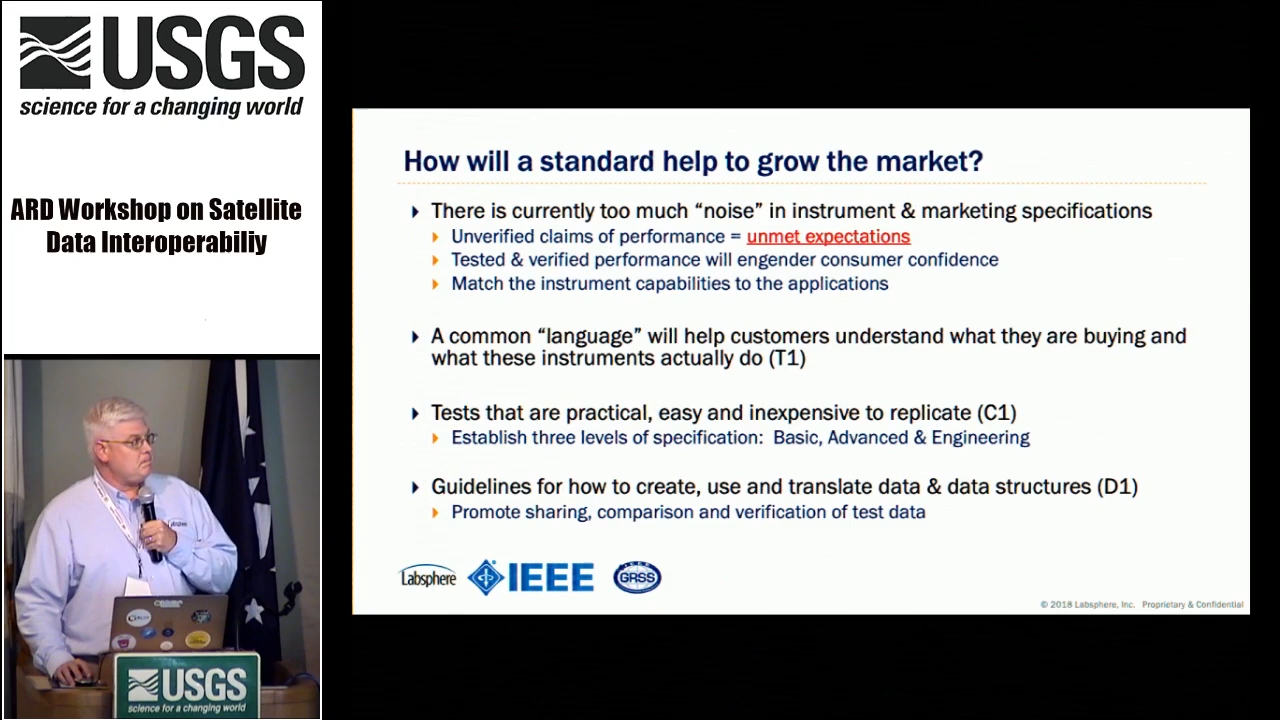 USGS
science for a changing world
ARD Workshop on Satellite
Data Interoperabiliy
How will a standard help to grow the market?
There is currently too much “noise” in instrument & marketing specifications
Unverified claims of performance = unmet expectations
Tested & verified performance will engender consumer confidence
Match the instrument capabilities to the applications
A common “language” will help customers understand what they are buying and
what these instruments actually do (T1)
Tests that are practical, easy and inexpensive to replicate (C1)
Establish three levels of specification: Basic, Advanced & Engineering
Guidelines for how to create, use and translate data & data structures (D1)
Promote sharing, comparison and verification of test data
Labsphere
IEEE
GRSS
© 2018 Labsphere, Inc. Proprietary & Confidential
USGS
science for a changing world